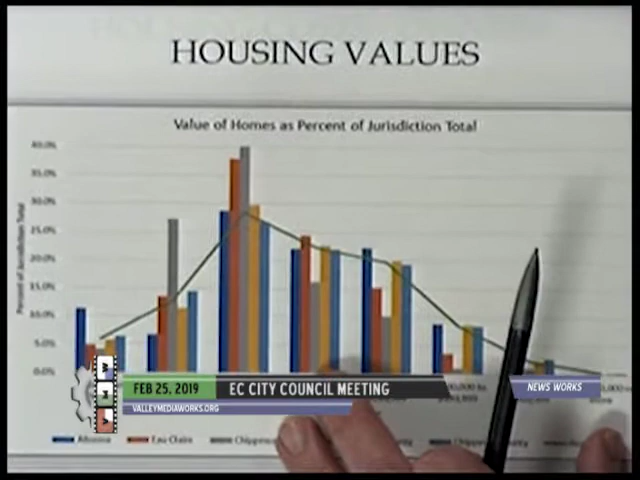 HOUSING VALUES
Value of Homes as Percent of Jurisdiction Total
Percent of Jurisdiction Total
40.0%
35.0%
30.0%
25.0%
20.0%
15.0%
10.0%
5.0%
0.0%
V M W
FEB 25, 2019 EC CITY COUNCIL MEETING NEWS WORKS
VALLEYMEDIAWORKS.ORG
Altoona Eau Claire